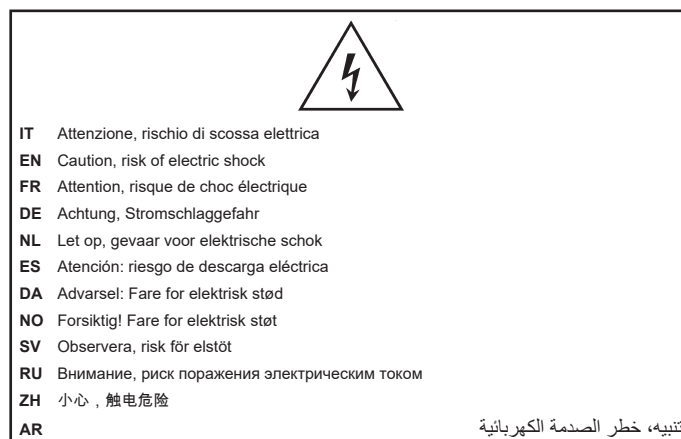 IT Attenzione, rischio di scossa elettrica
EN Caution, risk of electric shock
FR Attention, risque de choc électrique
DE Achtung, Stromschlaggefahr
NL Let op, gevaar voor elektrische schok
ES Atención: riesgo de descarga eléctrica
DA Advarsel: Fare for elektrisk stød
NO Forsiktig! Fare for elektrisk støt
SV Observera, risk för elstöt
RU Внимание, риск поражения электрическим током
ZH 小心，触电危险
AR تنبيه، خطر الصدمة الكهربائية